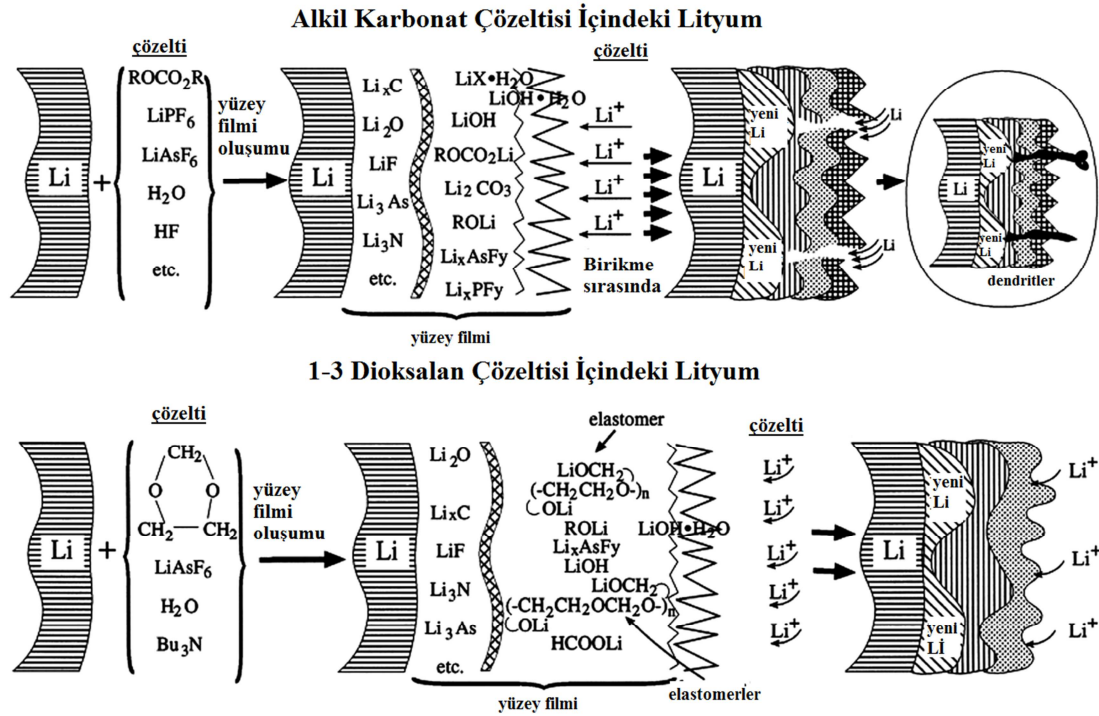 Alkil Karbonat Çözeltisi İçindeki Lityum
çözelti
ROCO₂R
LiPF₆
LiAsF₆
H₂O
HF
etc.
Li
+
yüzey
filmi
oluşumu
Li
LiₓC
Li₂O
LiF
Li₃ As
Li₃N
etc.
LiX•H₂O
LiOH•H₂O
LiOH
ROCO₂Li
Li₂ CO₃
ROLi
LiₓAsFy
LiₓPFy
yüzey filmi
çözelti
Li⁺
Li⁺
Li⁺
Li⁺
Birikme
sırasında
Li
yeni
Li
yeni
Li
Li
Li
Li
yeni
Li
yeni
Li
dendritler
1-3 Dioksalan Çözeltisi İçindeki Lityum
çözelti
CH₂
O O
CH₂ CH₂
LiAsF₆
H₂O
Bu₃N
Li
+
yüzey
filmi
oluşumu
Li
Li₂O
LiₓC
LiF
Li₃N
Li₃As
etc.
elastomer
LiOCH₂
(-CH₂CH₂O-)n
OLi
ROLi
LiOH•H₂O
LiₓAsFy
LiOH
LiOCH₂
(-CH₂CH₂OCH₂O-)n
OLi
HCOOLi
elastomerler
yüzey filmi
çözelti
Li⁺
Li⁺
Li⁺
Li⁺
Li
yeni
Li
yeni
Lİ
Li⁺
Li⁺
Li⁺